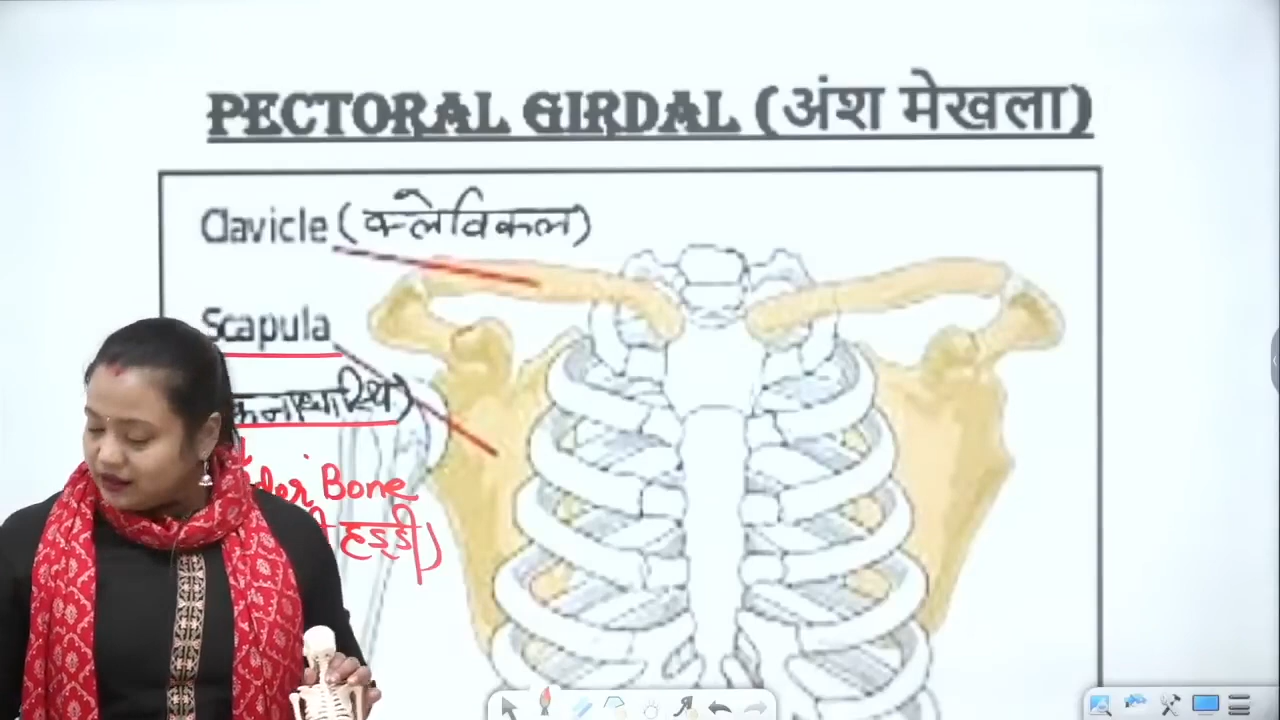 PECTORAL GIRDAL (अंश मेखला)
Clavicle (क्लेविकल)
Scapula
Bone
हड्डी)